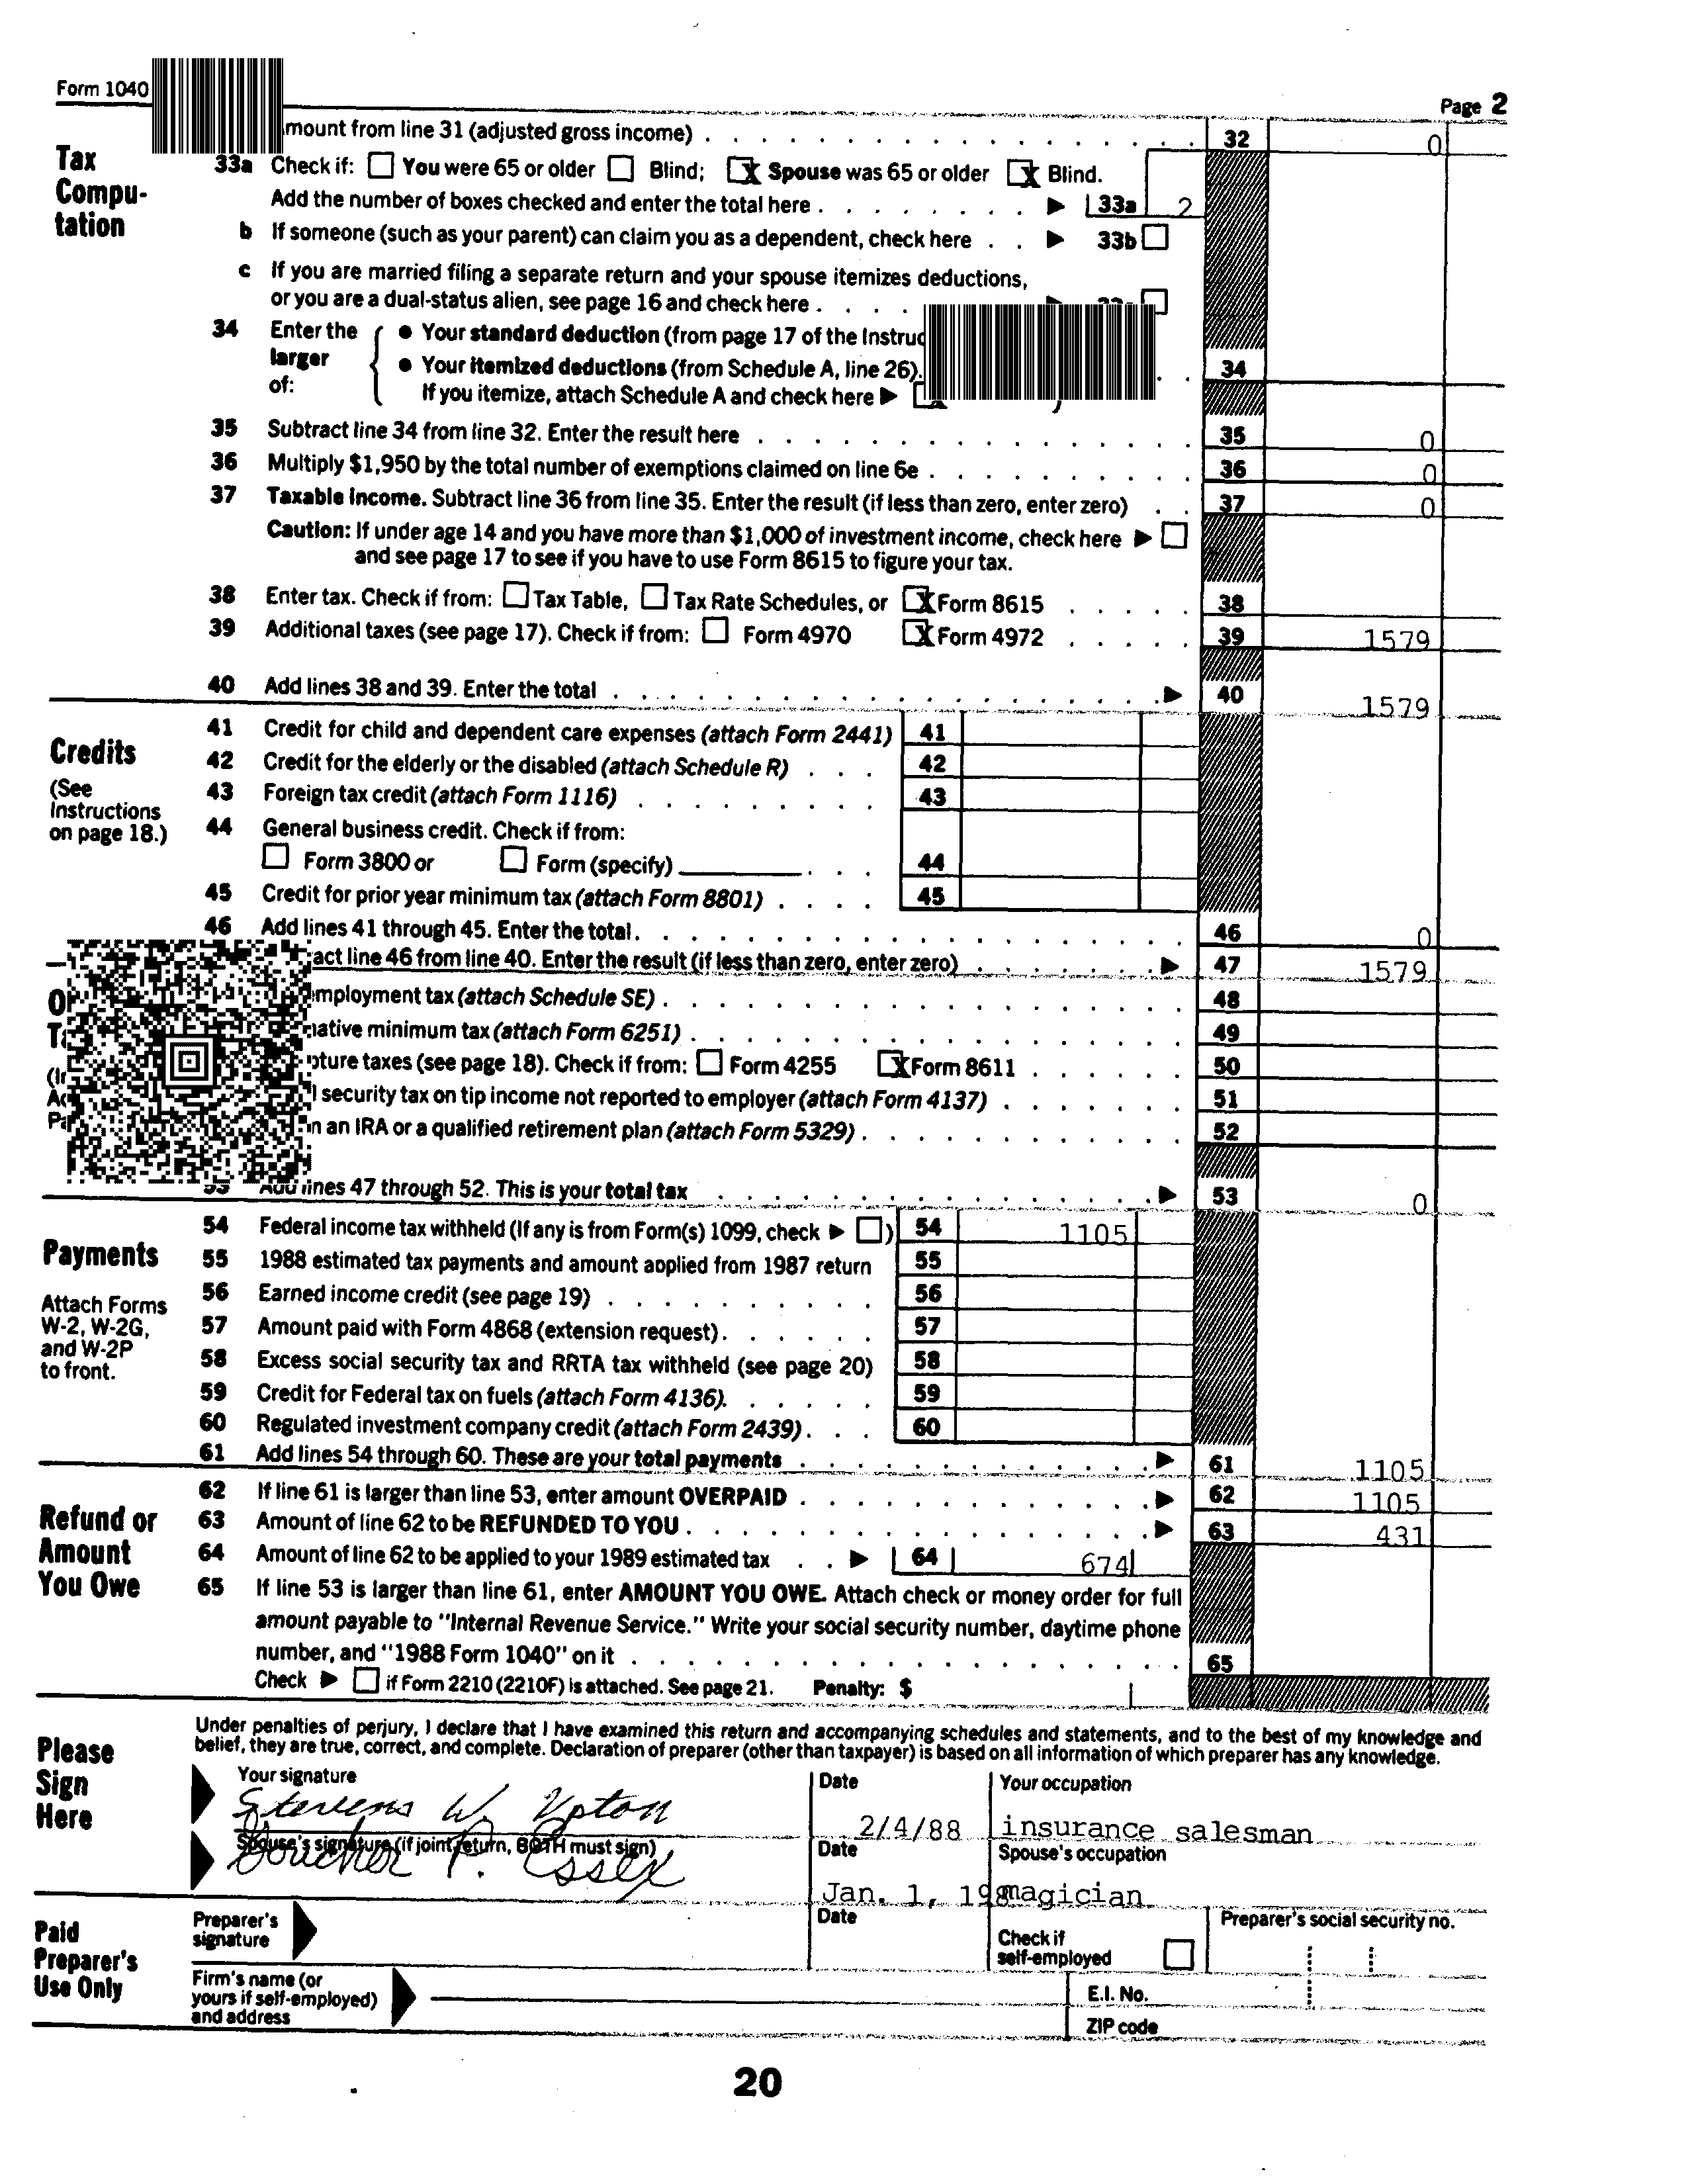 Form 1040
Page 2
Tax Compu- tation
mount from line 31 (adjusted gross income) . . . . . . . . 32 0
33a Check if: You were 65 or older Blind; X Spouse was 65 or older X Blind.
Add the number of boxes checked and enter the total here . . . . . . . . ▶ 33a 2
b If someone (such as your parent) can claim you as a dependent, check here . . ▶ 33b
c If you are married filing a separate return and your spouse itemizes deductions,
or you are a dual-status alien, see page 16 and check here . . . .
34 Enter the larger of:
• Your standard deduction (from page 17 of the Instruc
• Your itemized deductions (from Schedule A, line 26).
If you itemize, attach Schedule A and check here ▶
34
35 Subtract line 34 from line 32. Enter the result here . . . . . . . . 35 0
36 Multiply $1,950 by the total number of exemptions claimed on line 6e . . . . . . . . 36 0
37 Taxable income. Subtract line 36 from line 35. Enter the result (if less than zero, enter zero) . . 37 0
Caution: If under age 14 and you have more than $1,000 of investment income, check here ▶
and see page 17 to see if you have to use Form 8615 to figure your tax.
38 Enter tax. Check if from: Tax Table, Tax Rate Schedules, or X Form 8615 . . . . . 38
39 Additional taxes (see page 17). Check if from: Form 4970 X Form 4972 . . . . . 39 1579
40 Add lines 38 and 39. Enter the total . . . . . . . . ▶ 40 1579
Credits
(See Instructions on page 18.)
41 Credit for child and dependent care expenses (attach Form 2441) 41
42 Credit for the elderly or the disabled (attach Schedule R) . . . 42
43 Foreign tax credit (attach Form 1116) . . . . . . . . 43
44 General business credit. Check if from:
Form 3800 or Form (specify) . . . 44
45 Credit for prior year minimum tax (attach Form 8801) . . . . 45
46 Add lines 41 through 45. Enter the total . . . . . . . . 46 0
act line 46 from line 40. Enter the result (if less than zero, enter zero) . . . . . . ▶ 47 1579
mployment tax (attach Schedule SE) . . . . . . . . 48
native minimum tax (attach Form 6251) . . . . . . . . 49
pture taxes (see page 18). Check if from: Form 4255 X Form 8611 . . . . . . 50
l security tax on tip income not reported to employer (attach Form 4137) . . . . . . 51
n an IRA or a qualified retirement plan (attach Form 5329) . . . . . . . . 52
lines 47 through 52. This is your total tax . . . . . . . . ▶ 53 0
Payments
Attach Forms W-2, W-2G, and W-2P to front.
54 Federal income tax withheld (If any is from Form(s) 1099, check ▶ ) 54 1105
55 1988 estimated tax payments and amount applied from 1987 return 55
56 Earned income credit (see page 19) . . . . . . . . 56
57 Amount paid with Form 4868 (extension request) . . . . . . 57
58 Excess social security tax and RRTA tax withheld (see page 20) 58
59 Credit for Federal tax on fuels (attach Form 4136). . . . . . 59
60 Regulated investment company credit (attach Form 2439) . . . 60
61 Add lines 54 through 60. These are your total payments . . . . . . . . ▶ 61 1105
Refund or Amount You Owe
62 If line 61 is larger than line 53, enter amount OVERPAID . . . . . . . . ▶ 62 1105
63 Amount of line 62 to be REFUNDED TO YOU . . . . . . . . ▶ 63 431
64 Amount of line 62 to be applied to your 1989 estimated tax . . ▶ 64 674
65 If line 53 is larger than line 61, enter AMOUNT YOU OWE. Attach check or money order for full
amount payable to "Internal Revenue Service." Write your social security number, daytime phone
number, and "1988 Form 1040" on it . . . . . . . . 65
Check ▶ if Form 2210 (2210F) is attached. See page 21. Penalty: $
Please Sign Here
Under penalties of perjury, I declare that I have examined this return and accompanying schedules and statements, and to the best of my knowledge and
belief, they are true, correct, and complete. Declaration of preparer (other than taxpayer) is based on all information of which preparer has any knowledge.
Your signature Date Your occupation
Stevens W. Upton 2/4/88 insurance salesman
Spouse's signature (if joint return, BOTH must sign) Date Spouse's occupation
Boucher P. Essex Jan. 1, 198 magician
Paid Preparer's Use Only
Preparer's signature Date Check if self-employed Preparer's social security no.
Firm's name (or yours if self-employed) and address
E.I. No.
ZIP code
20